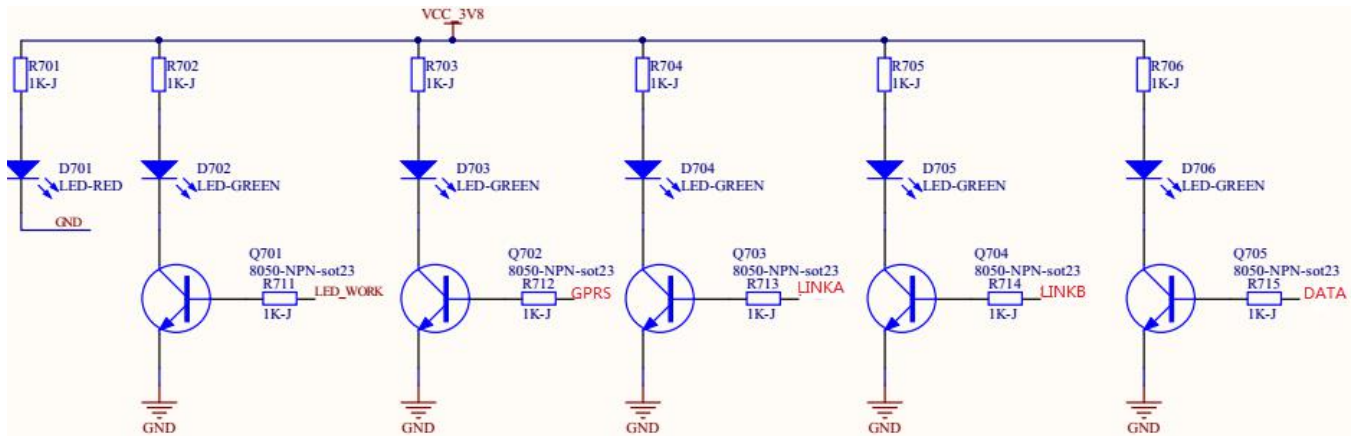 VCC_3V8
R701
1K-J
R702
1K-J
R703
1K-J
R704
1K-J
R705
1K-J
R706
1K-J
D701
LED-RED
D702
LED-GREEN
D703
LED-GREEN
D704
LED-GREEN
D705
LED-GREEN
D706
LED-GREEN
GND
Q701
8050-NPN-sot23
R711
1K-J
LED_WORK
Q702
8050-NPN-sot23
R712
1K-J
GPRS
Q703
8050-NPN-sot23
R713
1K-J
LINKA
Q704
8050-NPN-sot23
R714
1K-J
LINKB
Q705
8050-NPN-sot23
R715
1K-J
DATA
GND
GND
GND
GND
GND